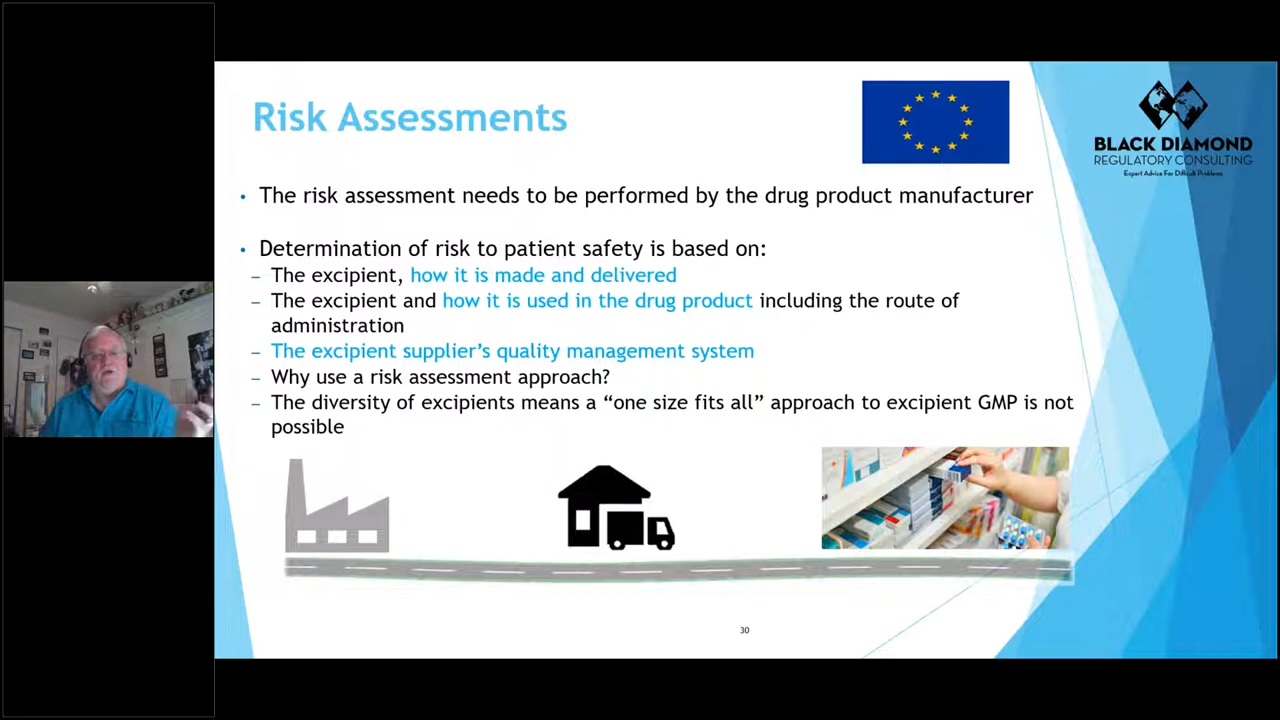 Risk Assessments
BLACK DIAMOND
REGULATORY CONSULTING
Expert Advice For Difficult Problems
• The risk assessment needs to be performed by the drug product manufacturer
• Determination of risk to patient safety is based on:
– The excipient, how it is made and delivered
– The excipient and how it is used in the drug product including the route of
administration
– The excipient supplier’s quality management system
– Why use a risk assessment approach?
– The diversity of excipients means a “one size fits all” approach to excipient GMP is not
possible
30